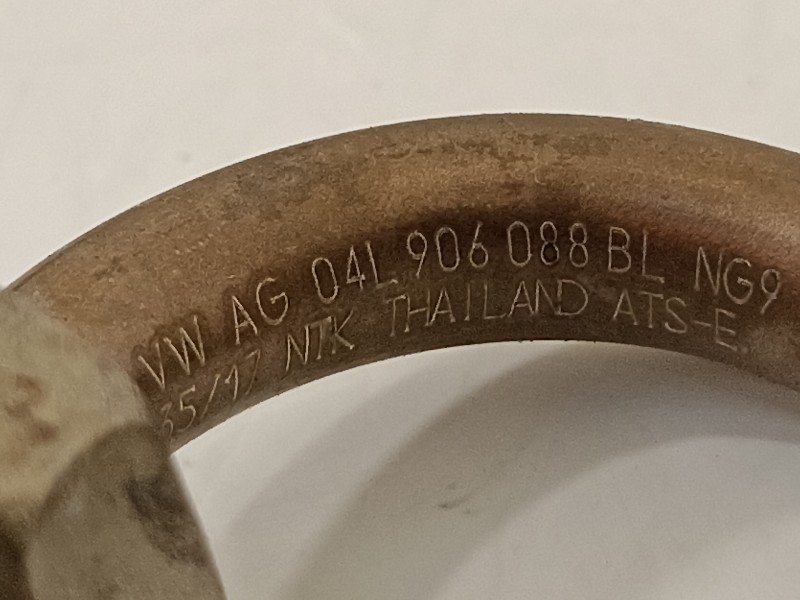 VW AG 04L 906 088 BL NG9
35/17 NTK THAILAND ATS-E.